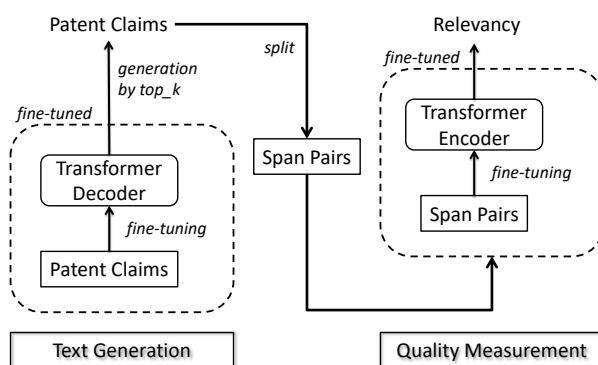 Patent Claims
generation
by top_k
fine-tuned
Transformer
Decoder
fine-tuning
Patent Claims
Text Generation
split
Span Pairs
Relevancy
fine-tuned
Transformer
Encoder
fine-tuning
Span Pairs
Quality Measurement